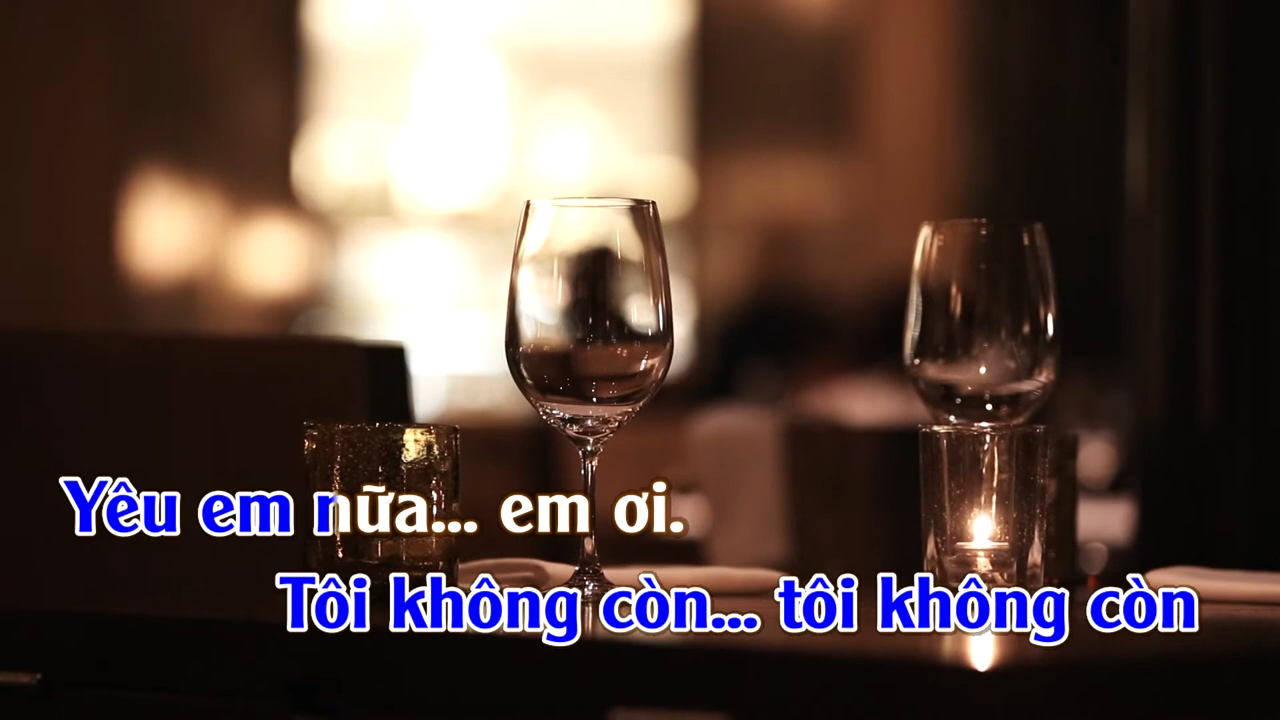 Yêu em nữa... em ơi.
Tôi không còn... tôi không còn